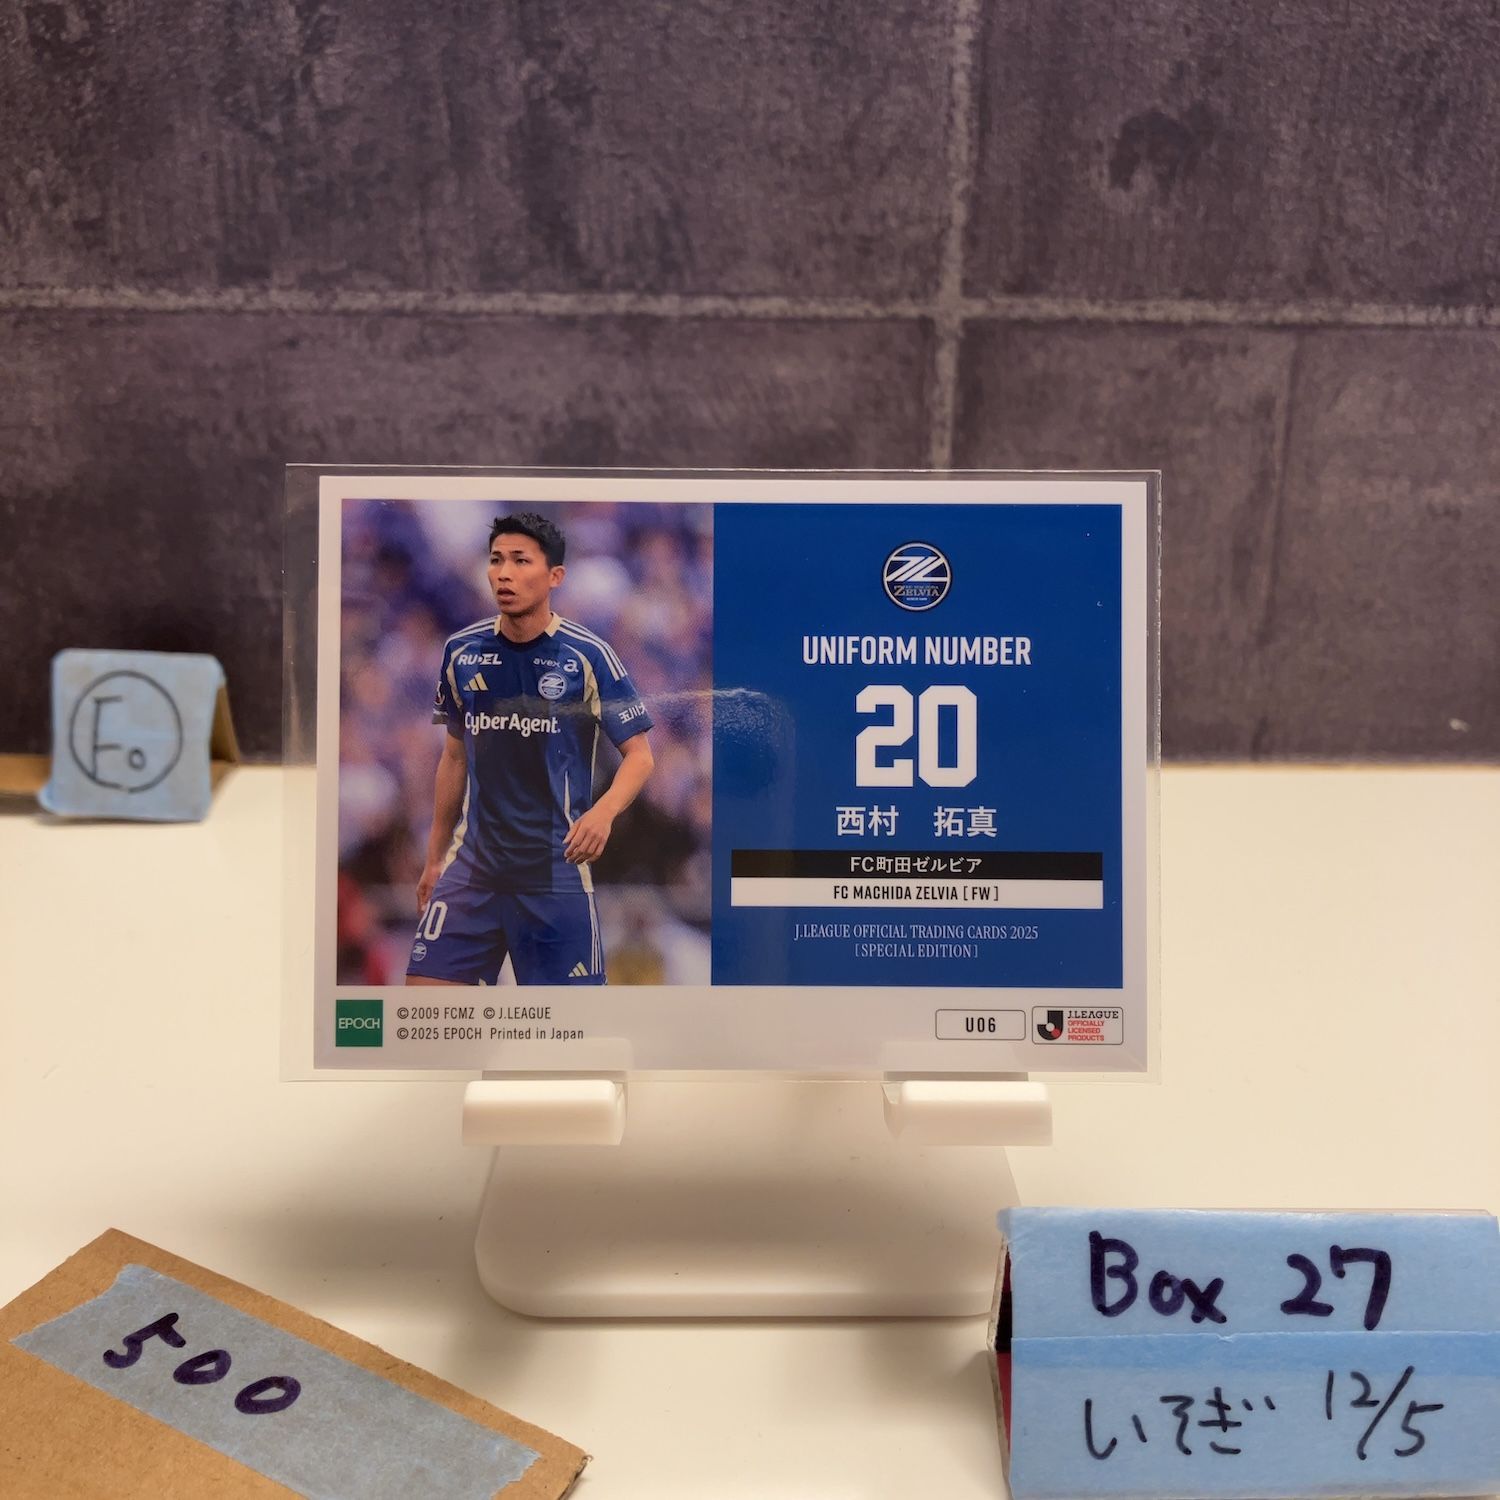 ZELVIA
UNIFORM NUMBER
20
西村 拓真
FC町田ゼルビア
FC MACHIDA ZELVIA [ FW ]
J.LEAGUE OFFICIAL TRADING CARDS 2025
[ SPECIAL EDITION ]
avex a
CyberAgent
20
EPOCH
©2009 FCMZ ©J.LEAGUE
©2025 EPOCH Printed in Japan
U06
J.LEAGUE
OFFICIALLY
LICENSED
PRODUCTS
500
Box 27
いそぎ 12/5